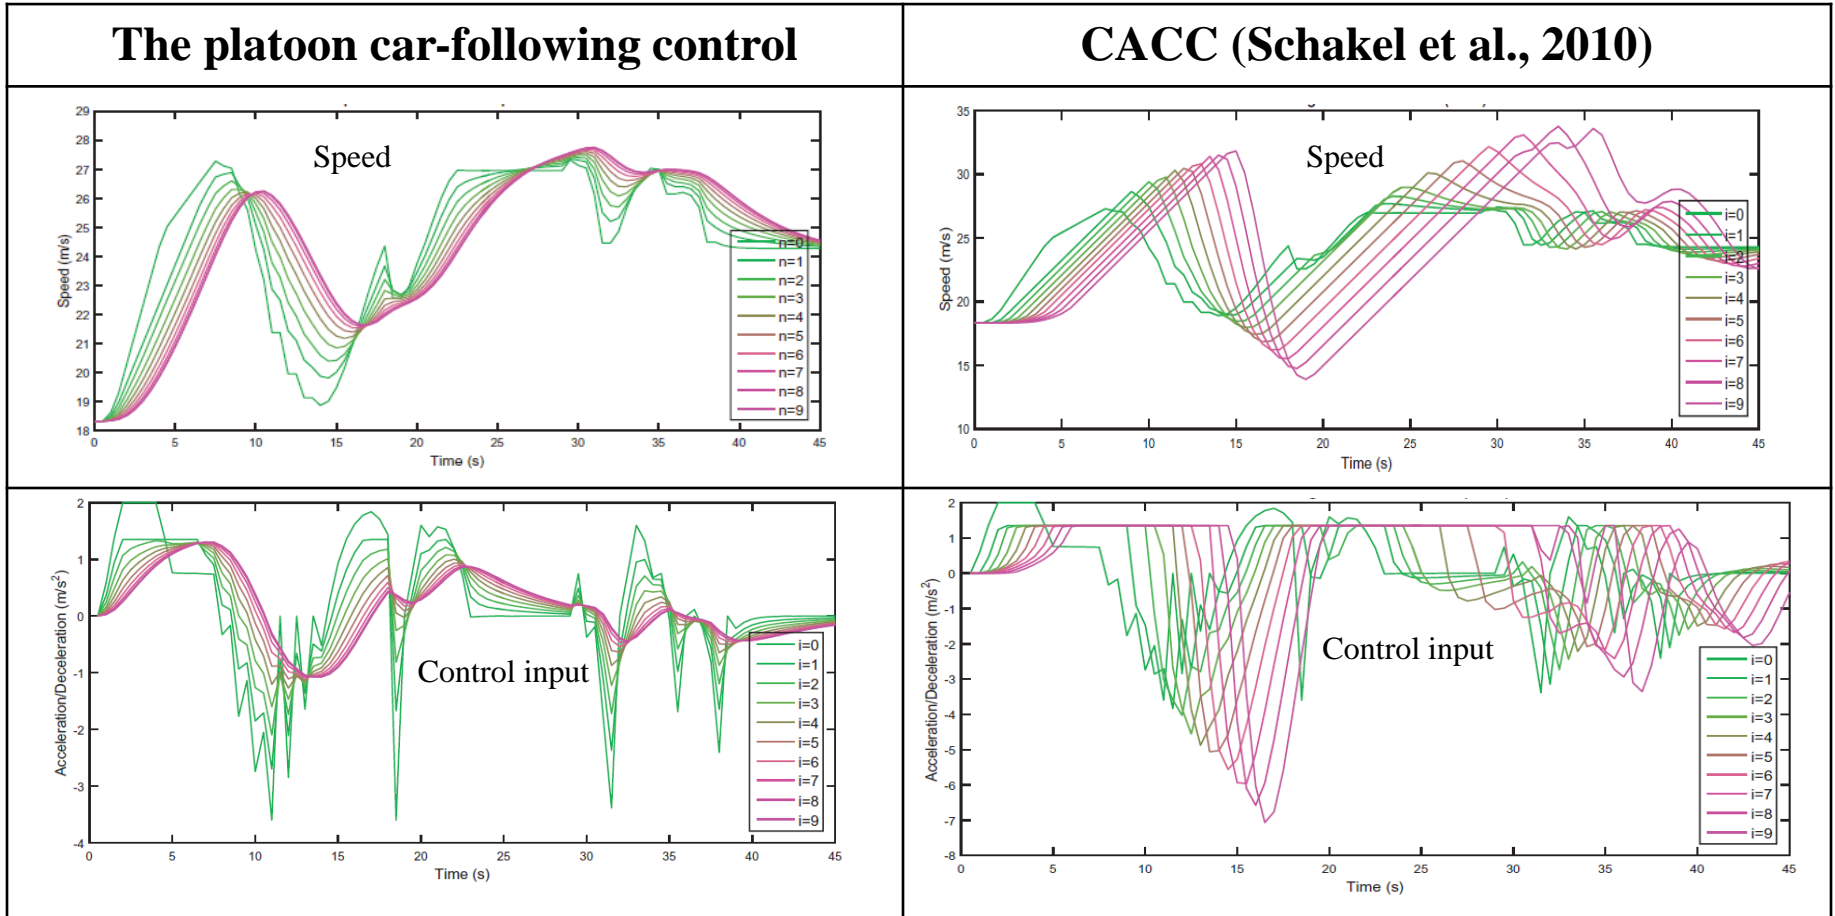 The platoon car-following control
CACC (Schakel et al., 2010)
29
28
27
26
25
24
23
22
21
20
19
18
Speed (m/s)
Speed
n=0
n=1
n=2
n=3
n=4
n=5
n=6
n=7
n=8
n=9
0 5 10 15 20 25 30 35 40 45
Time (s)
35
30
25
20
15
10
Speed (m/s)
Speed
i=0
i=1
i=2
i=3
i=4
i=5
i=6
i=7
i=8
i=9
0 5 10 15 20 25 30 35 40 45
Time (s)
2
1
0
-1
-2
-3
-4
Acceleration/Deceleration (m/s²)
Control input
i=0
i=1
i=2
i=3
i=4
i=5
i=6
i=7
i=8
i=9
0 5 10 15 20 25 30 35 40 45
Time (s)
2
1
0
-1
-2
-3
-4
-5
-6
-7
-8
Acceleration/Deceleration (m/s²)
Control input
i=0
i=1
i=2
i=3
i=4
i=5
i=6
i=7
i=8
i=9
0 5 10 15 20 25 30 35 40 45
Time (s)